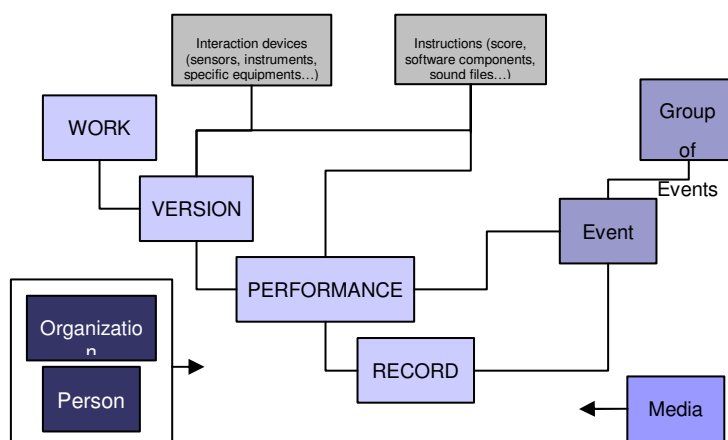 Interaction devices
(sensors, instruments,
specific equipments…)
Instructions (score,
software components,
sound files…)
WORK
Group
of
Events
VERSION
Event
PERFORMANCE
Organizatio
n
RECORD
Person
Media